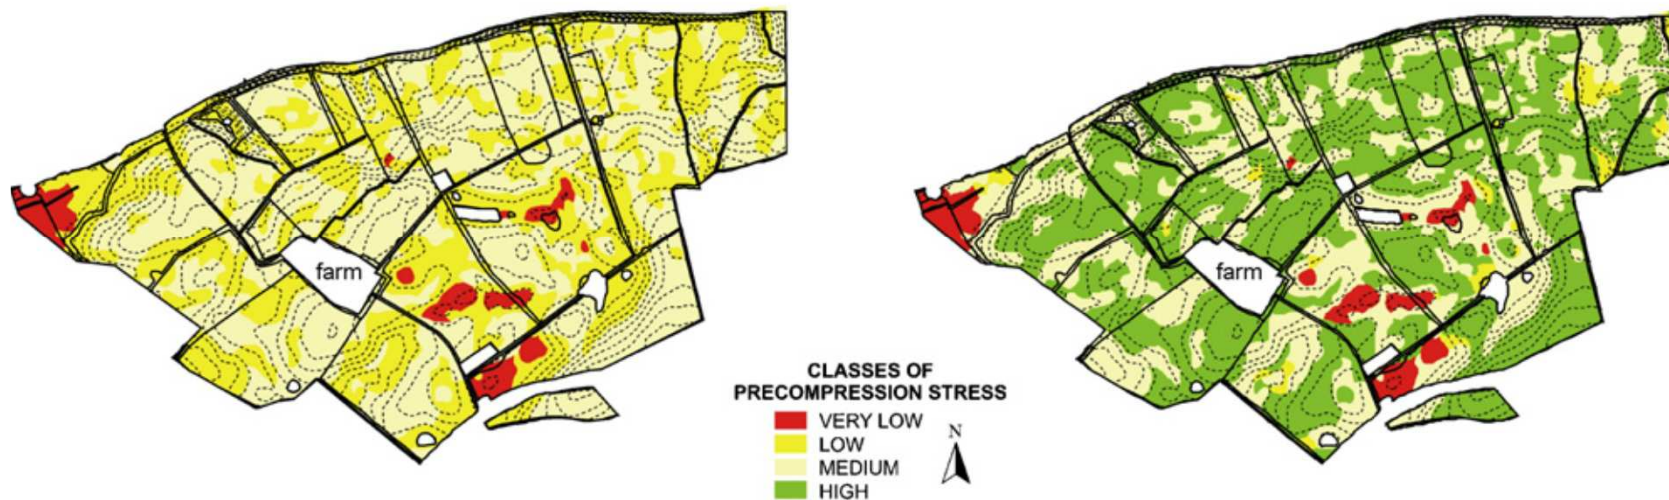 farm
farm
CLASSES OF
PRECOMPRESSION STRESS
VERY LOW
LOW
MEDIUM
HIGH
N